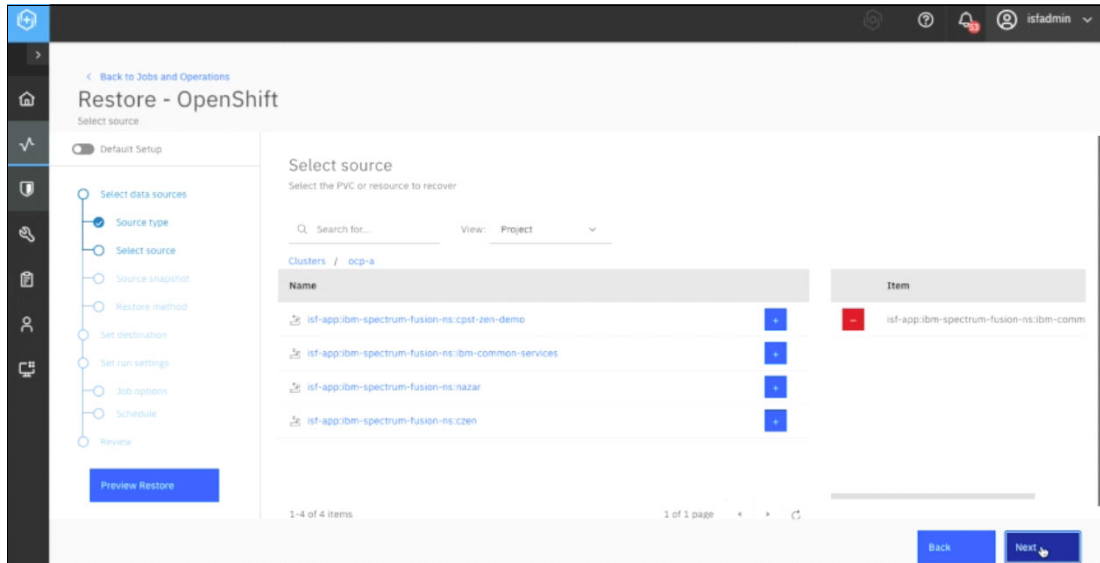 isfadmin
53
Back to Jobs and Operations
Restore - OpenShift
Select source
Default Setup
Select data sources
Source type
Select source
Source snapshot
Restore method
Set destination
Set run settings
Job options
Schedule
Review
Preview Restore
Select source
Select the PVC or resource to recover
Search for...
View: Project
Clusters / ocp-a
Name
isf-app:ibm-spectrum-fusion-ns:cpst-zen-demo
isf-app:ibm-spectrum-fusion-ns:ibm-common-services
isf-app:ibm-spectrum-fusion-ns:nazar
isf-app:ibm-spectrum-fusion-ns:czen
1-4 of 4 items
1 of 1 page
Item
isf-app:ibm-spectrum-fusion-ns:ibm-comm
Back
Next